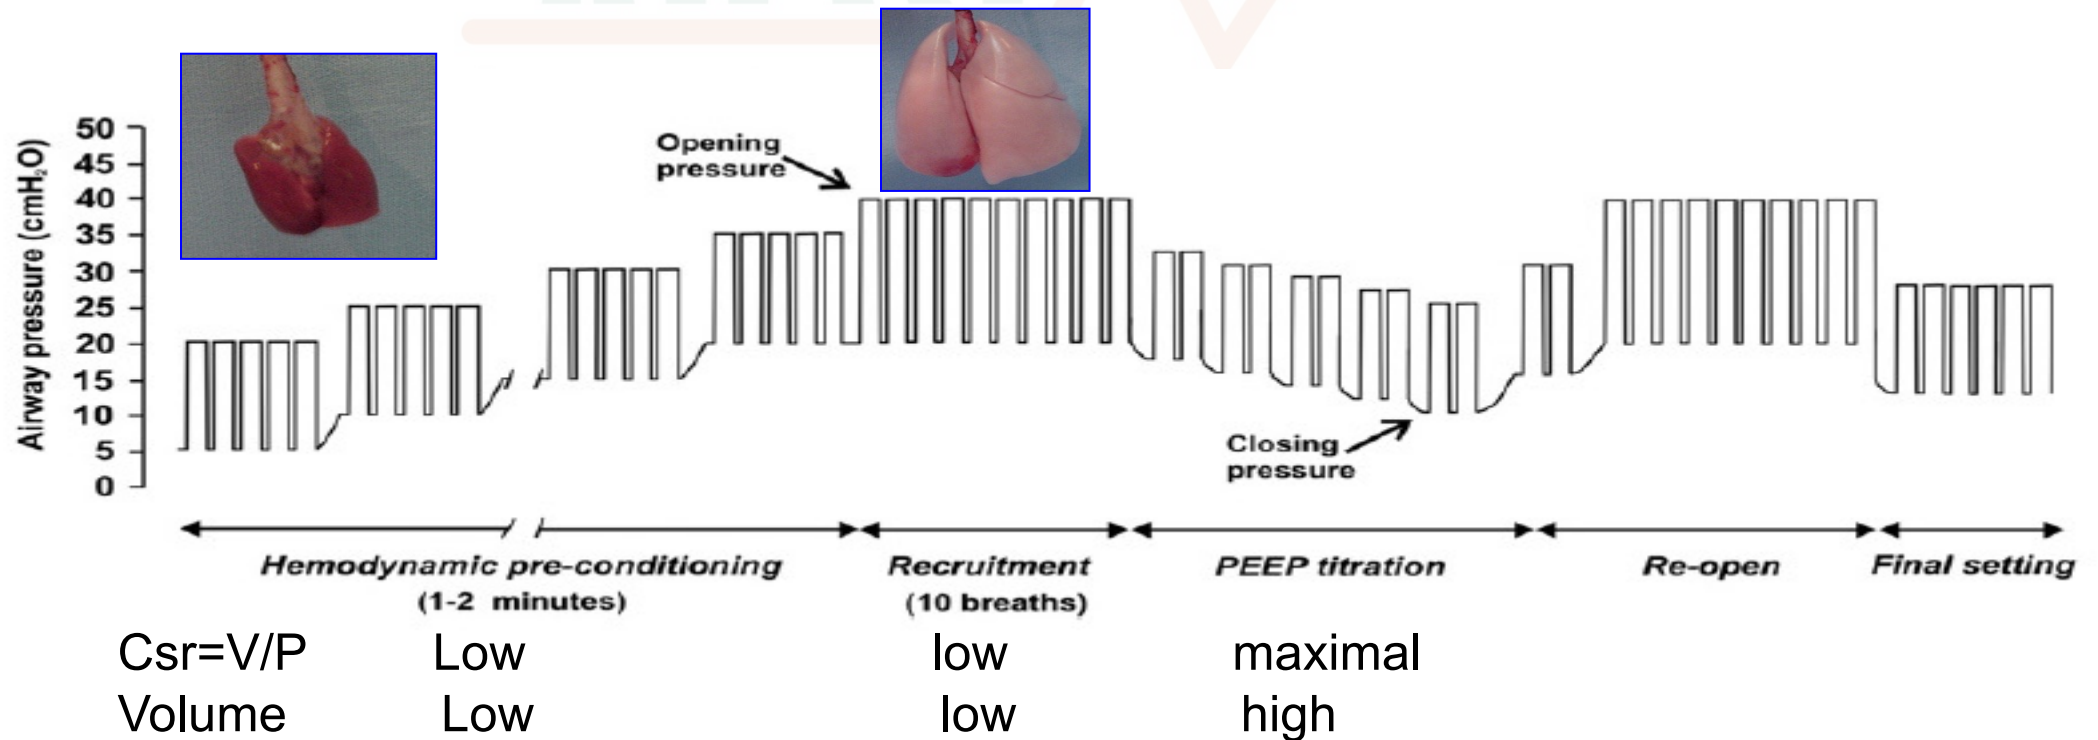 Opening
pressure
Airway pressure (cmH₂O)
50
45
40
35
30
25
20
15
10
5
0
Closing
pressure
Hemodynamic pre-conditioning
(1-2 minutes)
Recruitment
(10 breaths)
PEEP titration
Re-open
Final setting
Csr=V/P Low low maximal
Volume Low low high